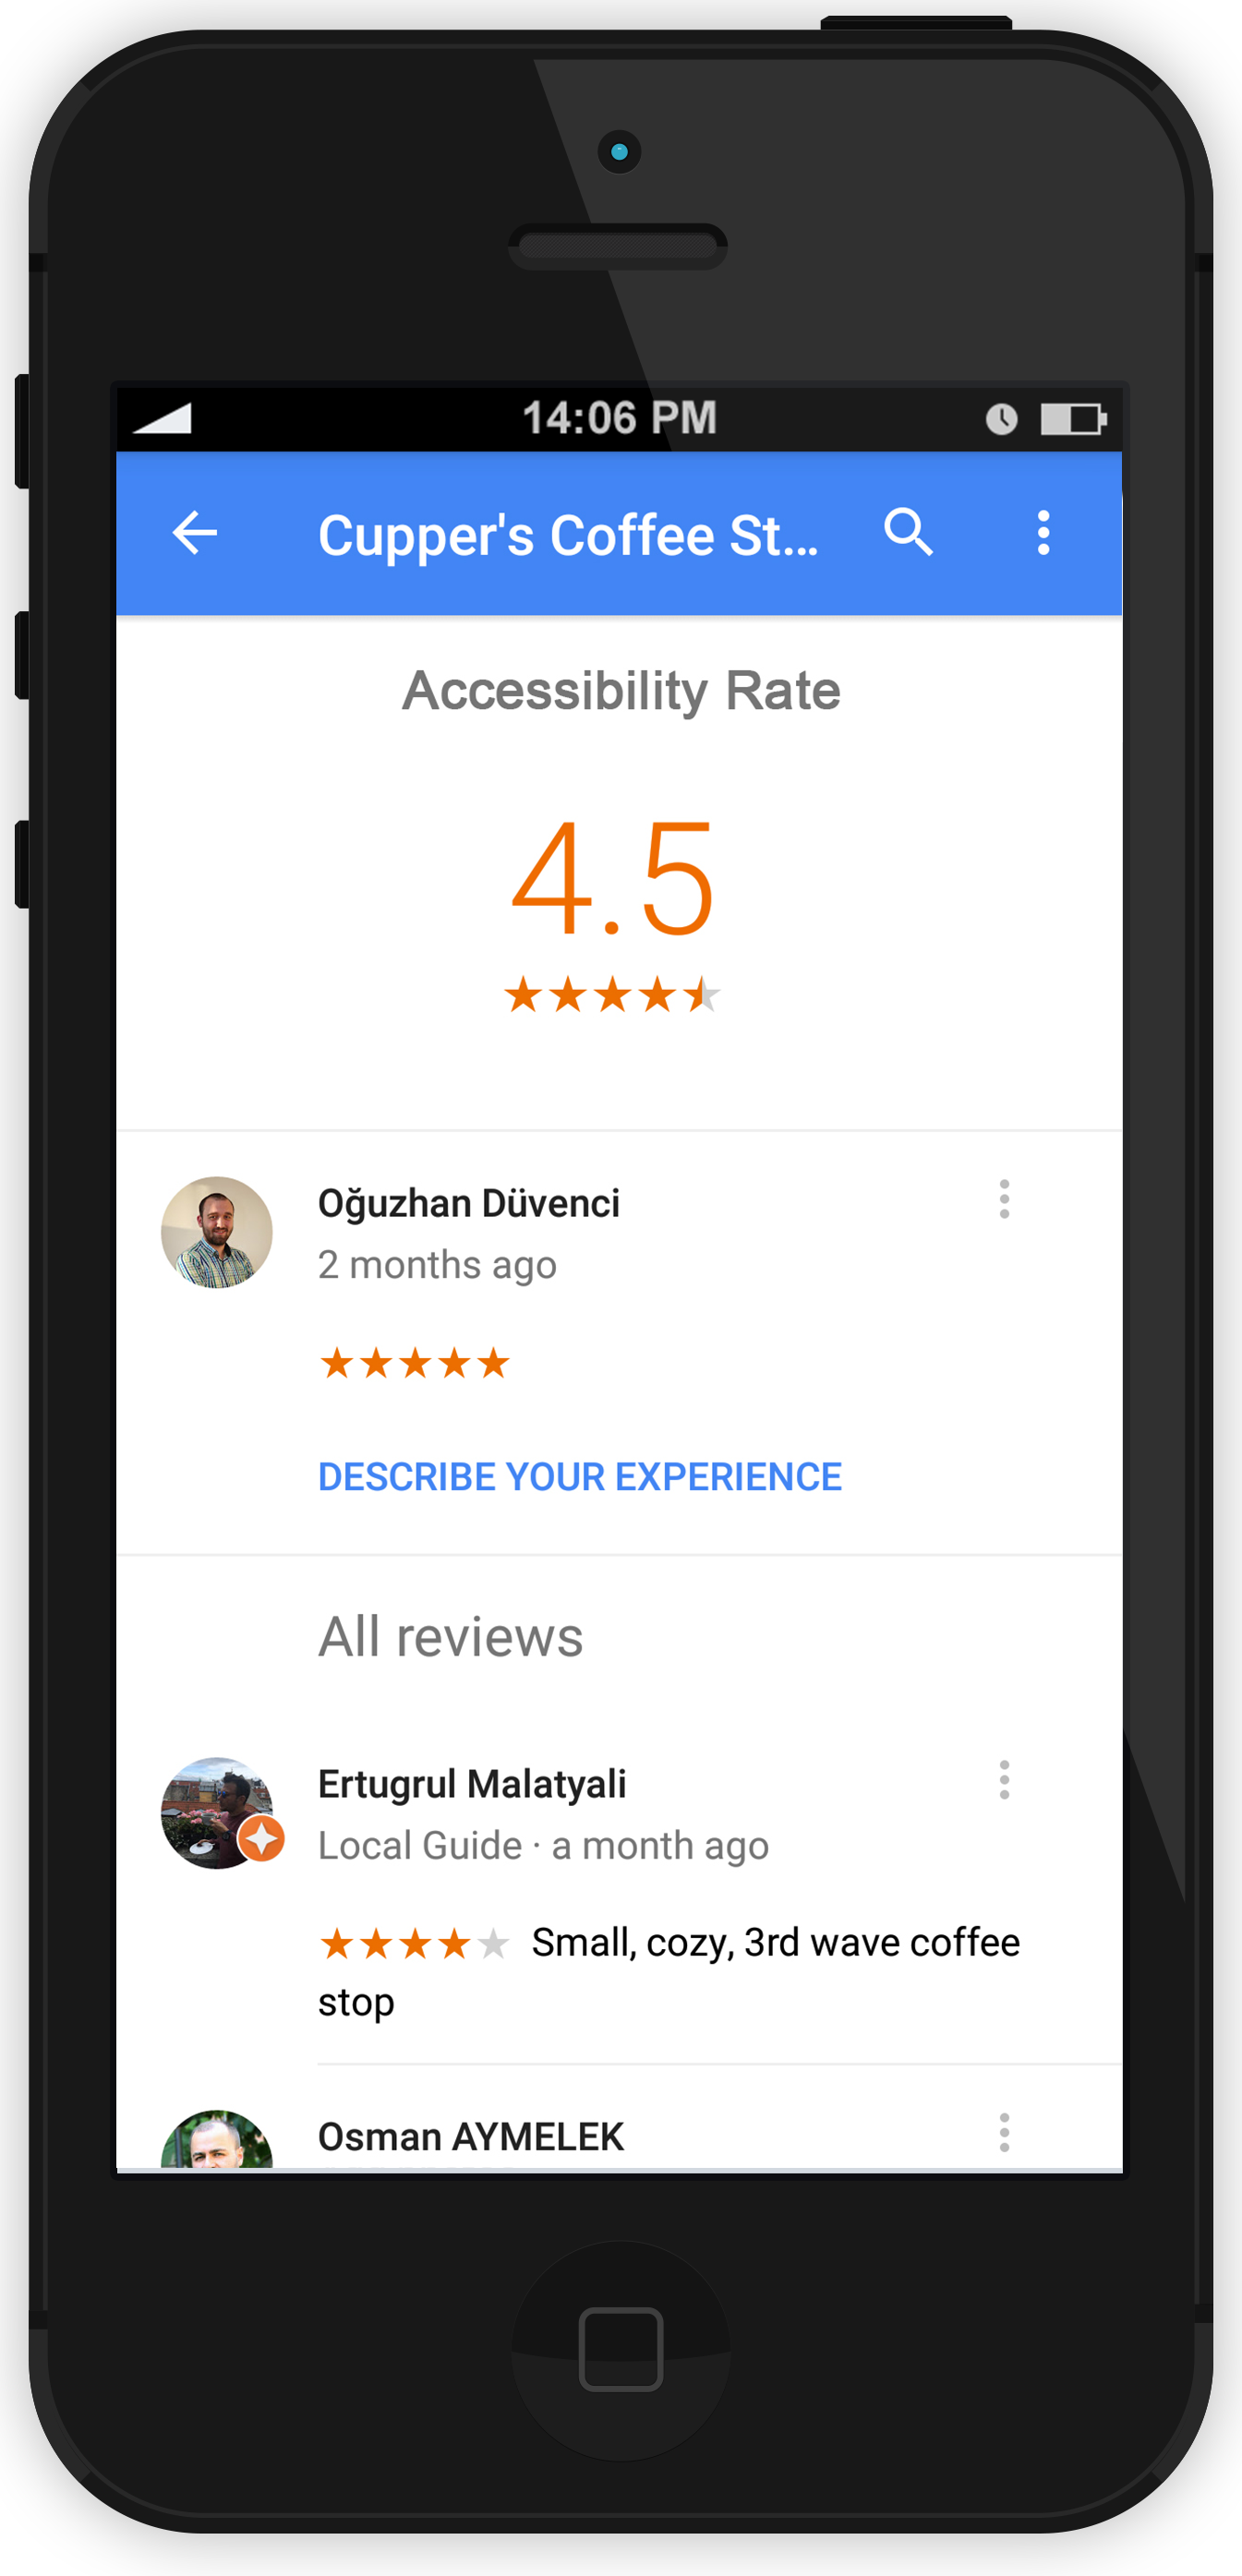 14:06 PM
Cupper's Coffee St...
Accessibility Rate
4.5
Oğuzhan Düvenci
2 months ago
DESCRIBE YOUR EXPERIENCE
All reviews
Ertugrul Malatyali
Local Guide · a month ago
Small, cozy, 3rd wave coffee
stop
Osman AYMELEK